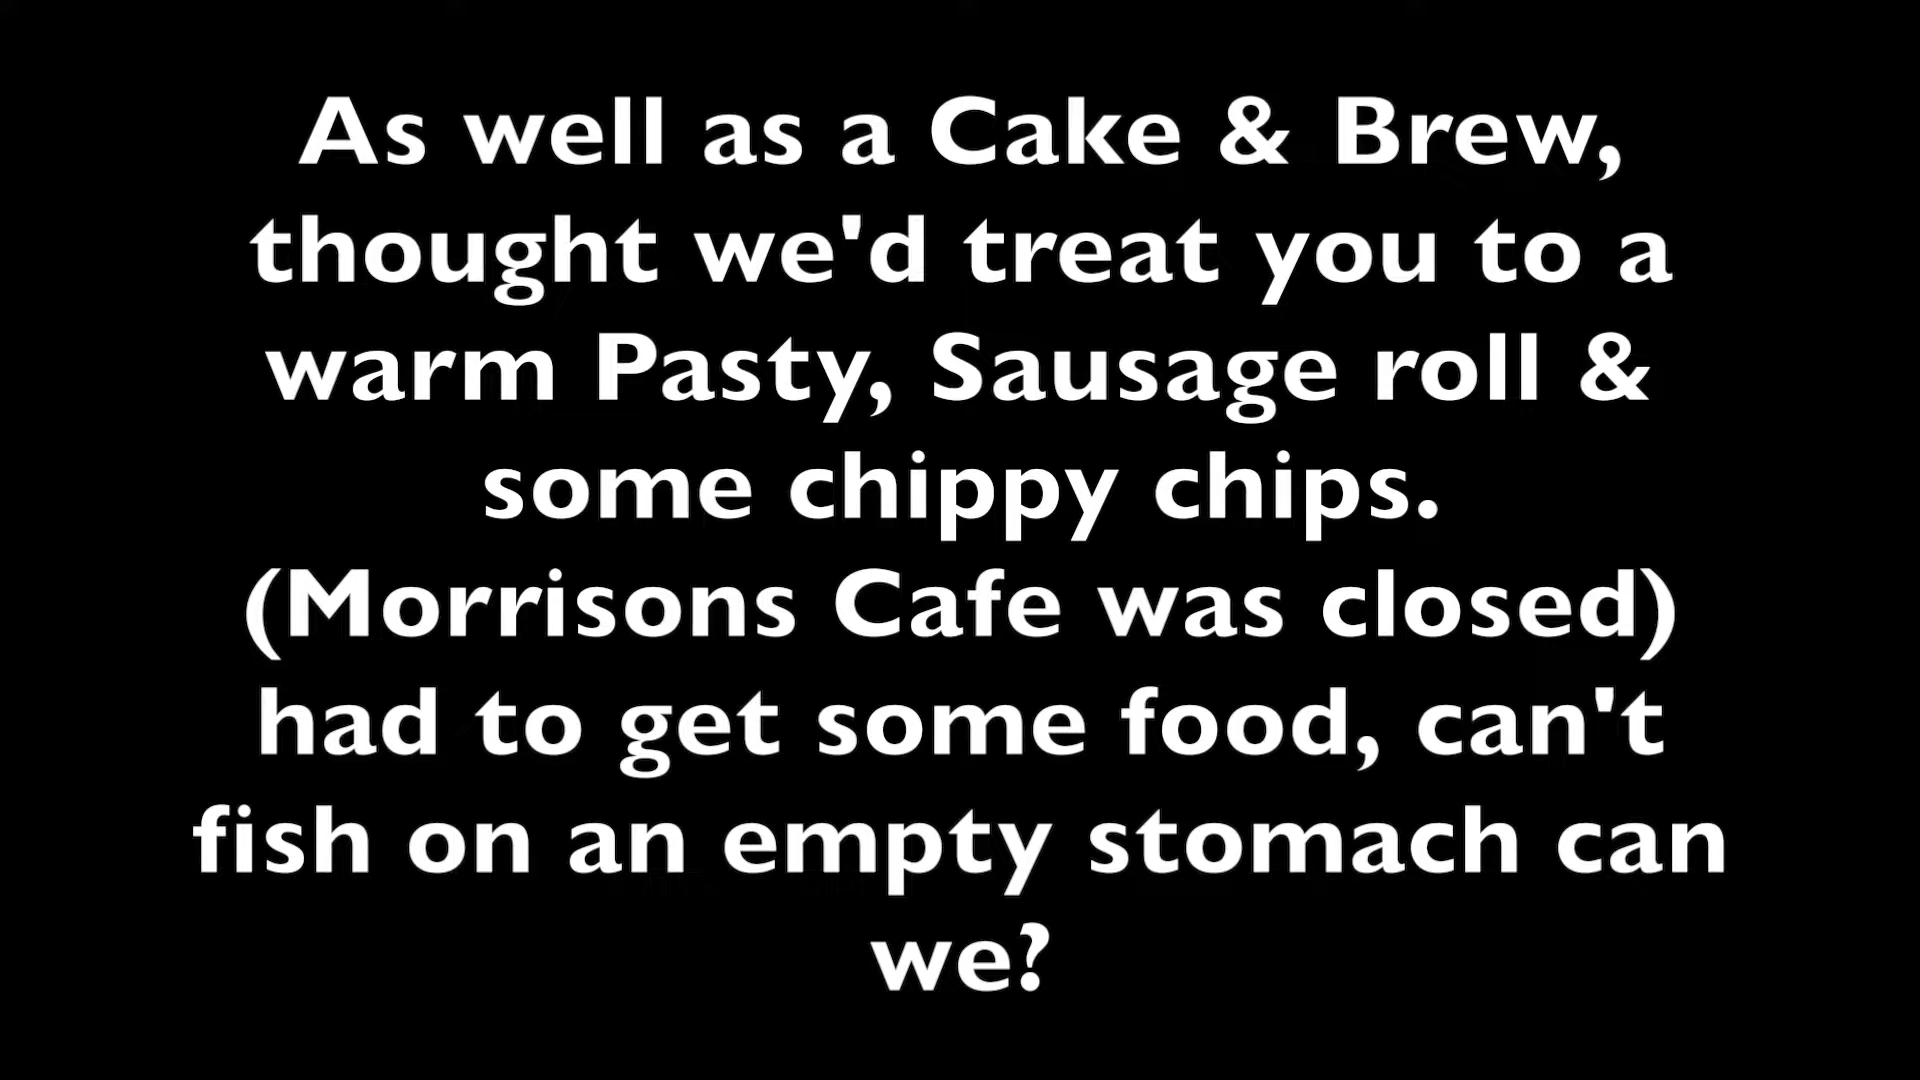 As well as a Cake & Brew,
thought we'd treat you to a
warm Pasty, Sausage roll &
some chippy chips.
(Morrisons Cafe was closed)
had to get some food, can't
fish on an empty stomach can
we?